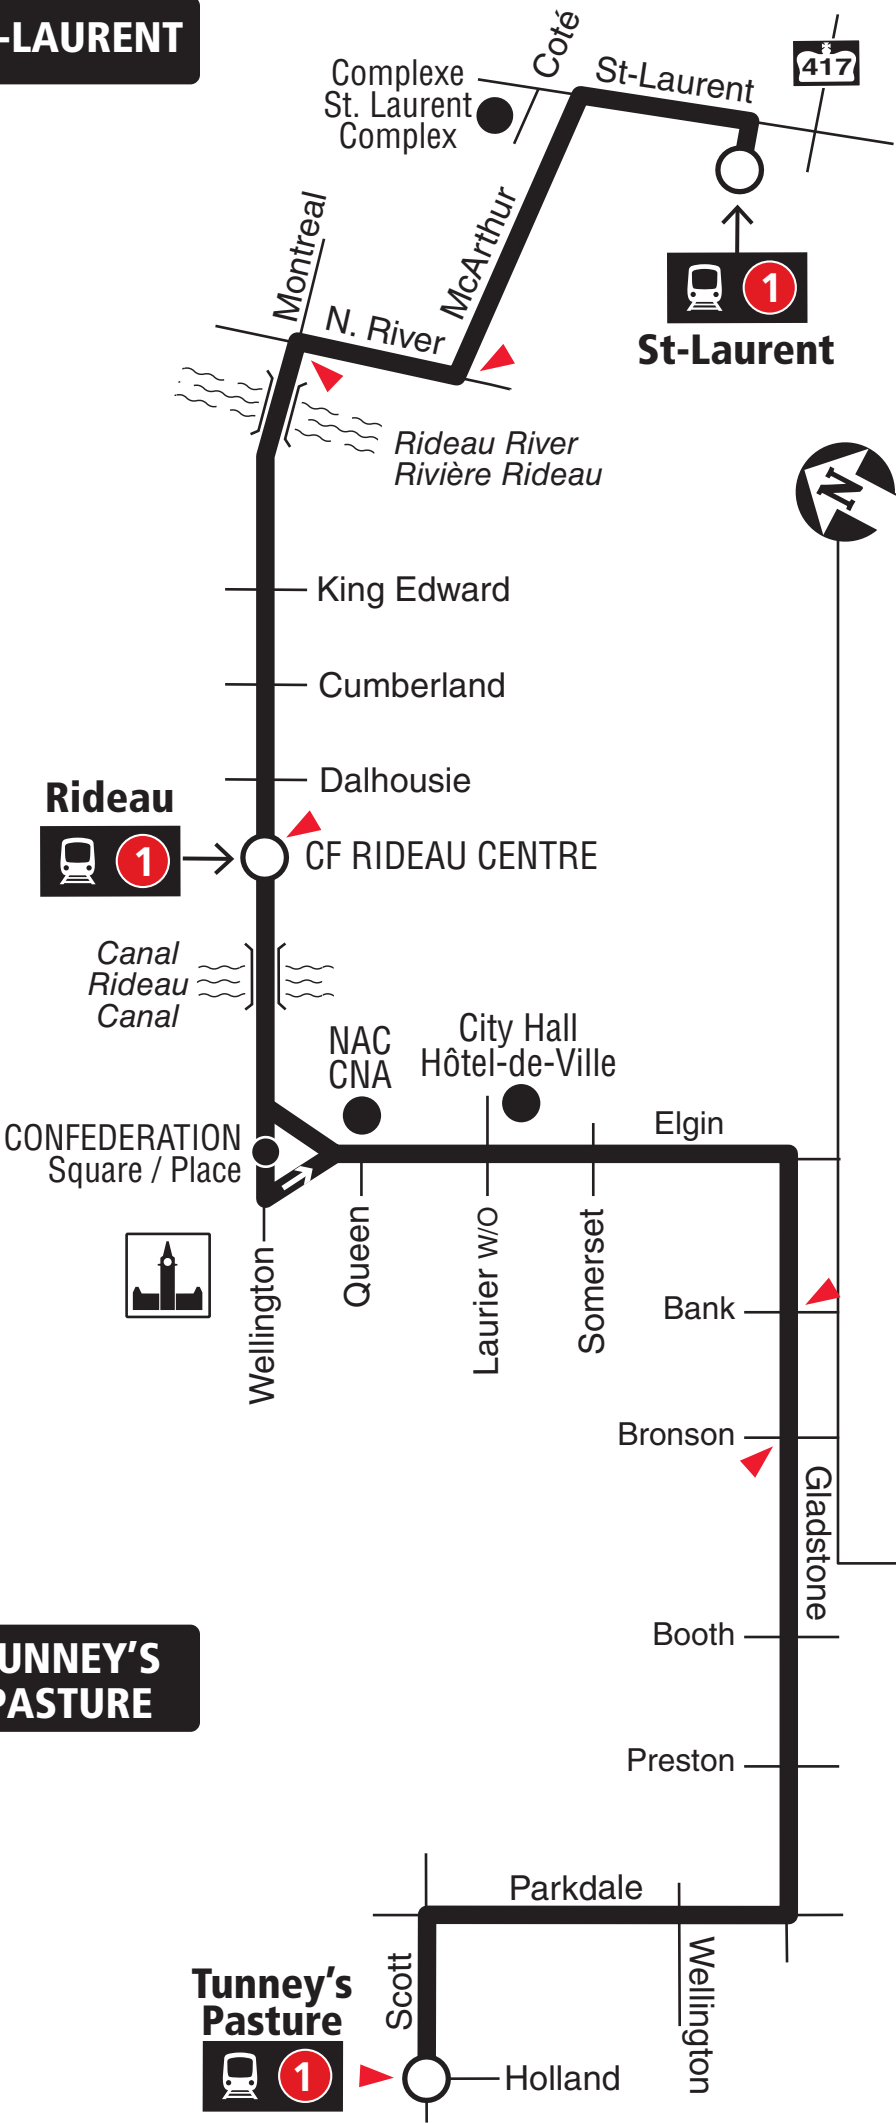 -LAURENT
417
Coté
St-Laurent
Complexe
St. Laurent
Complex
McArthur
Montreal
N. River
1
St-Laurent
Rideau River
Rivière Rideau
N
King Edward
Cumberland
Dalhousie
Rideau
1
CF RIDEAU CENTRE
Canal
Rideau
Canal
NAC
CNA
City Hall
Hôtel-de-Ville
Elgin
CONFEDERATION
Square / Place
Wellington
Queen
Laurier W/O
Somerset
Bank
Bronson
Gladstone
Booth
UNNEY'S
PASTURE
Preston
Parkdale
Wellington
Scott
Tunney's
Pasture
1
Holland